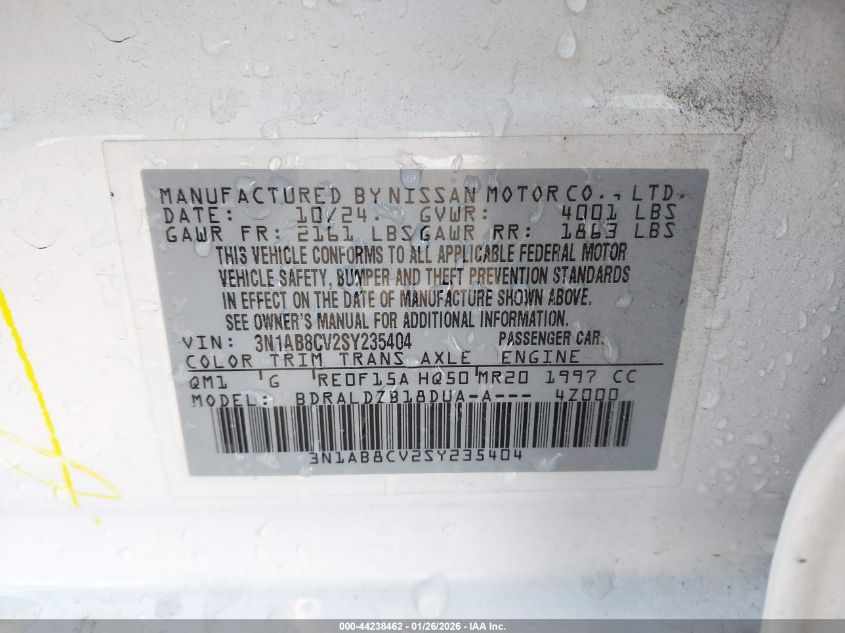 MANUFACTURED BY NISSAN MOTOR CO., LTD.
DATE: 10/24. GVWR: 4001 LBS
GAWR FR: 2161 LBS GAWR RR: 1863 LBS
THIS VEHICLE CONFORMS TO ALL APPLICABLE FEDERAL MOTOR
VEHICLE SAFETY, BUMPER AND THEFT PREVENTION STANDARDS
IN EFFECT ON THE DATE OF MANUFACTURE SHOWN ABOVE.
SEE OWNER'S MANUAL FOR ADDITIONAL INFORMATION.
VIN: 3N1AB8CV2SY235404 PASSENGER CAR.
COLOR TRIM TRANS AXLE ENGINE
QM1 G RE0F15A HQ50 MR20 1997 CC
MODEL: BDRALDZB18DUA-A--- 4Z000
3N1AB8CV2SY235404
000-44238462 - 01/26/2026 - IAA Inc.